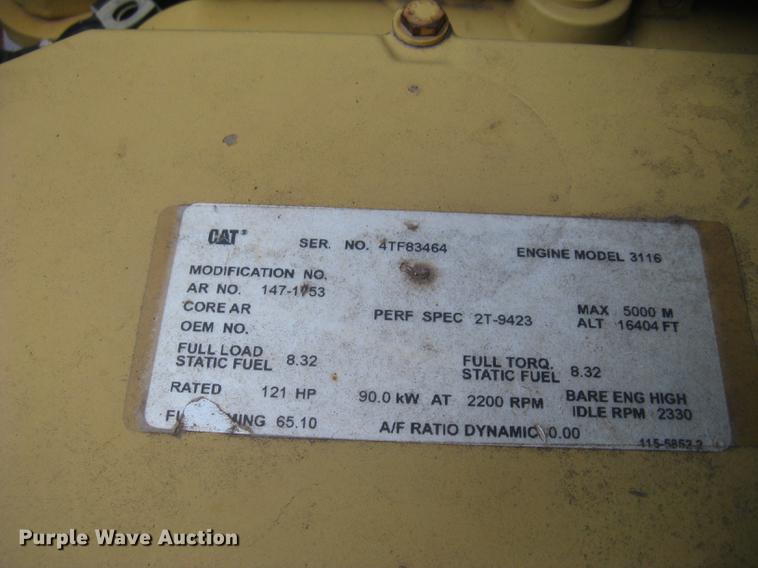 CAT® SER. NO. 4TF83464 ENGINE MODEL 3116
MODIFICATION NO.
AR NO. 147-1753
CORE AR PERF SPEC 2T-9423 MAX 5000 M
OEM NO. ALT 16404 FT
FULL LOAD
STATIC FUEL 8.32
FULL TORQ.
STATIC FUEL 8.32
RATED 121 HP 90.0 kW AT 2200 RPM BARE ENG HIGH
IDLE RPM 2330
65.10 A/F RATIO DYNAMIC 0.00
115-5852-2
Purple Wave Auction